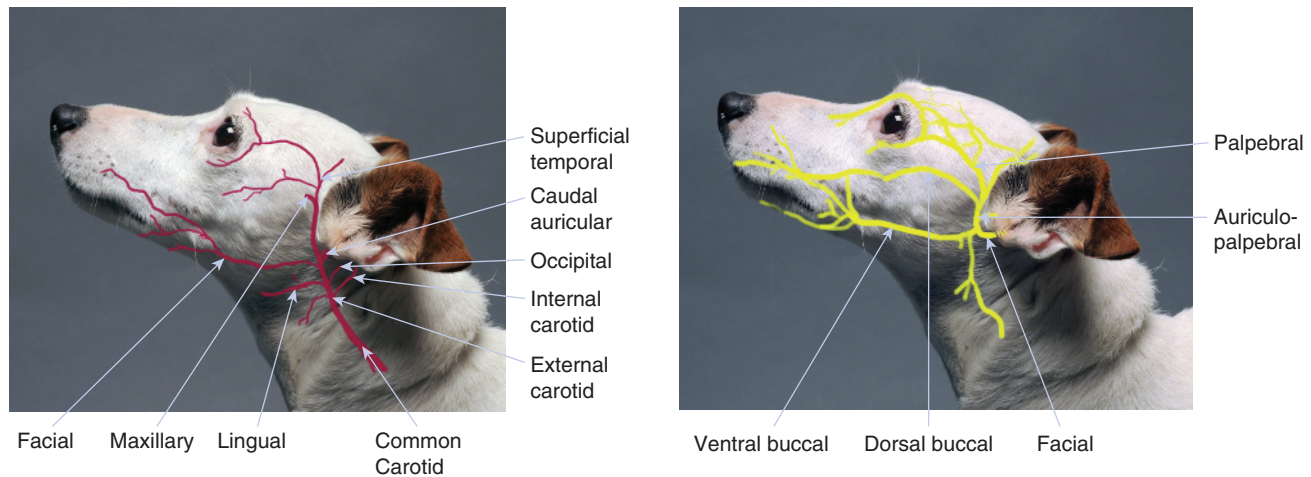 Superficial
temporal
Caudal
auricular
Occipital
Internal
carotid
External
carotid
Facial
Maxillary
Lingual
Common
Carotid
Palpebral
Auriculo-
palpebral
Ventral buccal
Dorsal buccal
Facial